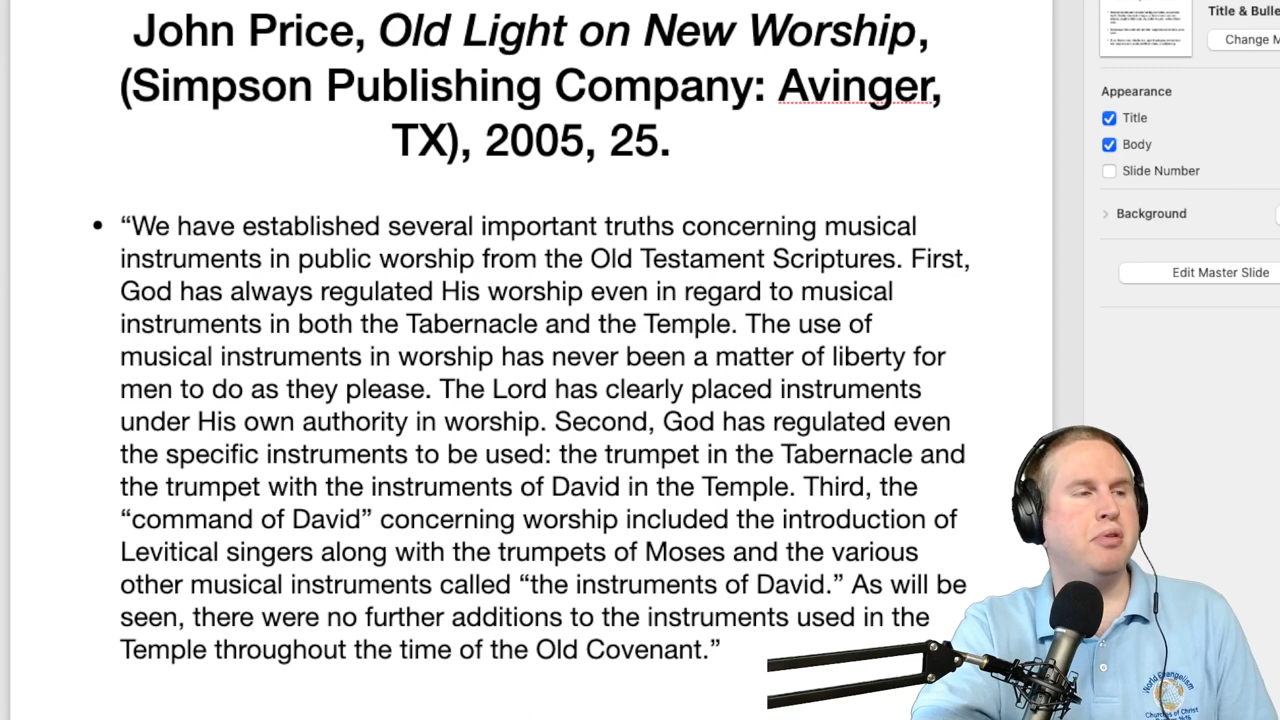 John Price, Old Light on New Worship,
(Simpson Publishing Company: Avinger,
TX), 2005, 25.
• “We have established several important truths concerning musical
instruments in public worship from the Old Testament Scriptures. First,
God has always regulated His worship even in regard to musical
instruments in both the Tabernacle and the Temple. The use of
musical instruments in worship has never been a matter of liberty for
men to do as they please. The Lord has clearly placed instruments
under His own authority in worship. Second, God has regulated even
the specific instruments to be used: the trumpet in the Tabernacle and
the trumpet with the instruments of David in the Temple. Third, the
“command of David” concerning worship included the introduction of
Levitical singers along with the trumpets of Moses and the various
other musical instruments called “the instruments of David.” As will be
seen, there were no further additions to the instruments used in the
Temple throughout the time of the Old Covenant.”
Title & Bulle
Change M
Appearance
Title
Body
Slide Number
Background
Edit Master Slide
World Evangelism
Churches of Christ